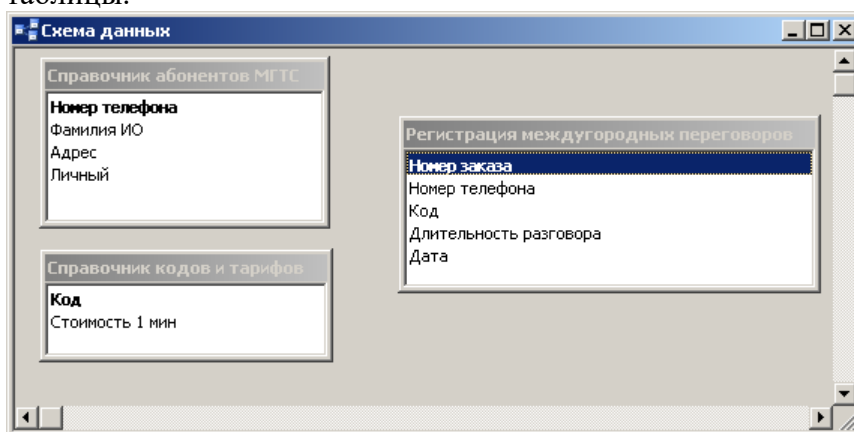 таблицы.
Схема данных
Справочник абонентов МГТС
Номер телефона
Фамилия ИО
Адрес
Личный
Регистрация междугородных переговоров
Номер заказа
Номер телефона
Код
Длительность разговора
Дата
Справочник кодов и тарифов
Код
Стоимость 1 мин